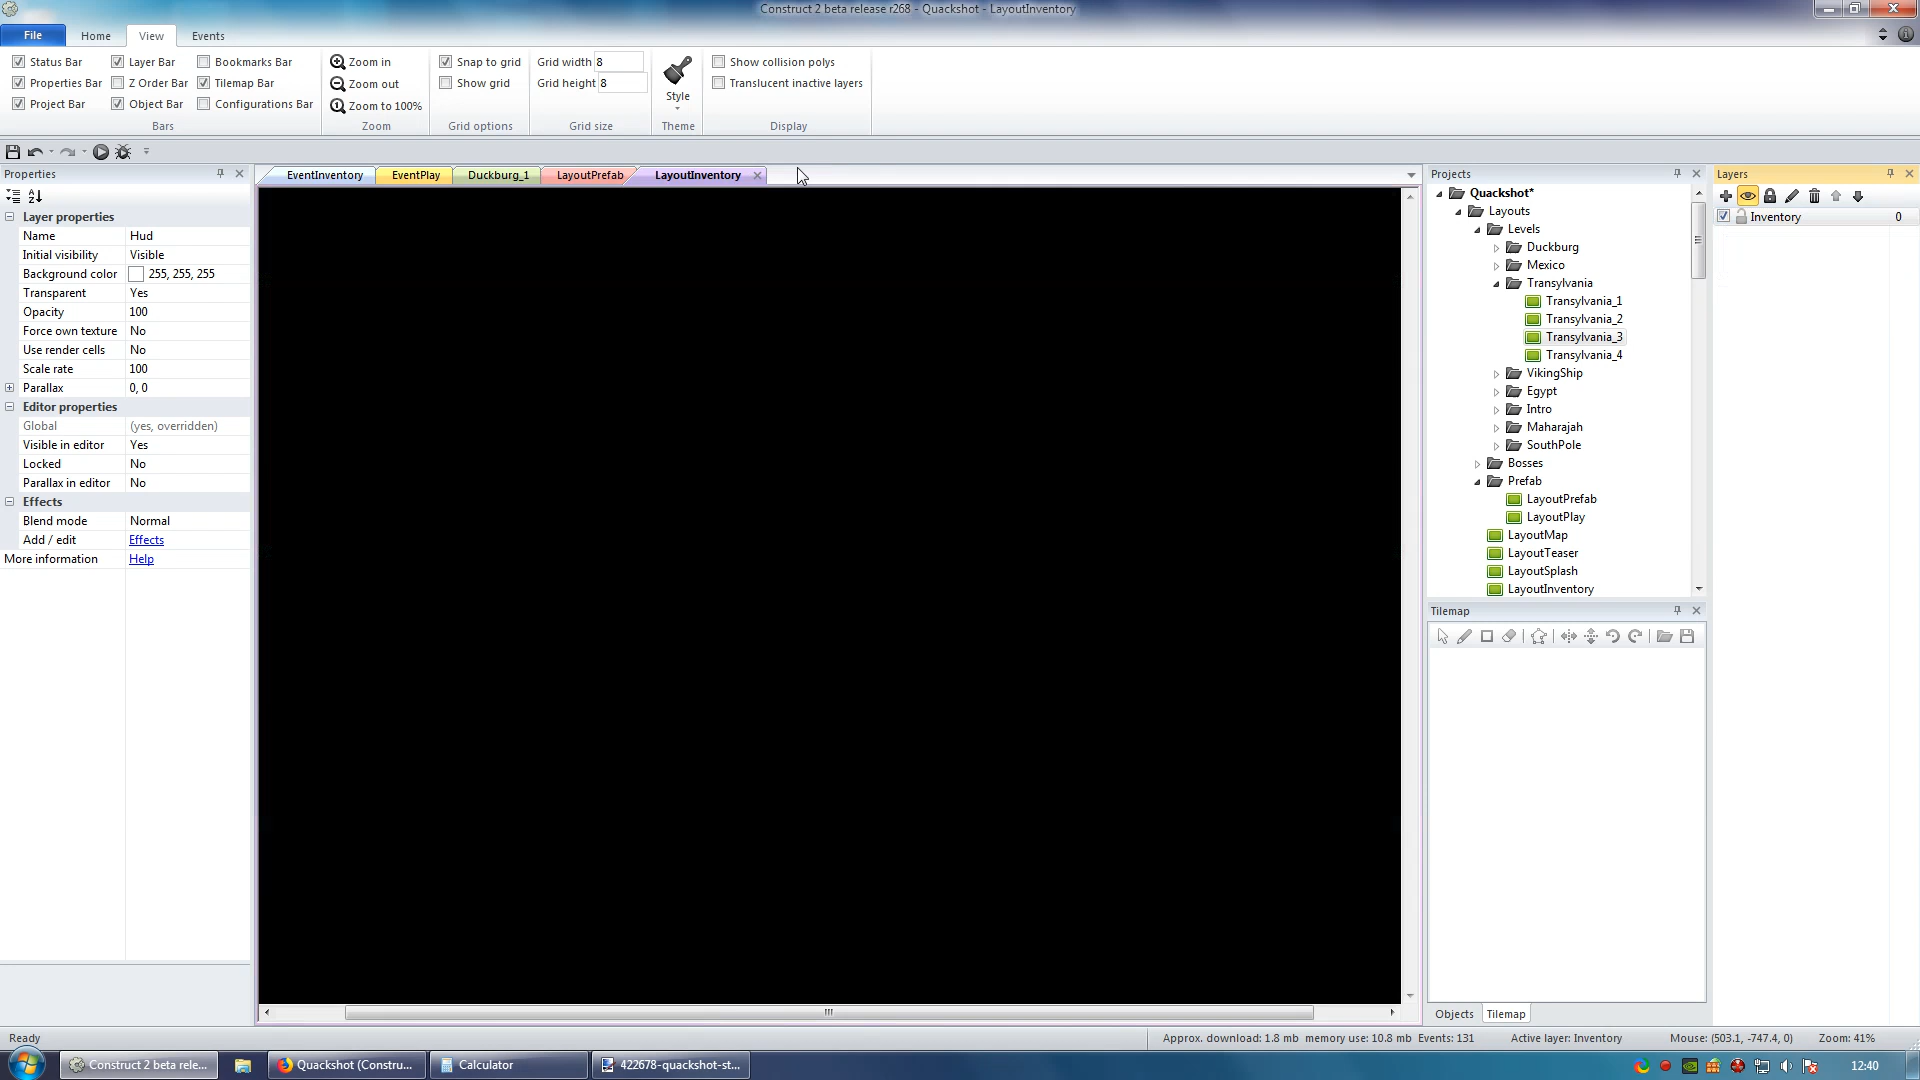 Construct 2 beta release r268 - Quackshot - LayoutInventory
File Home View Events
Status Bar Layer Bar Bookmarks Bar
Properties Bar Z Order Bar Tilemap Bar
Project Bar Object Bar Configurations Bar
Bars
Zoom in
Zoom out
Zoom to 100%
Zoom
Snap to grid
Show grid
Grid options
Grid width 8
Grid height 8
Grid size
Style
Theme
Show collision polys
Translucent inactive layers
Display
Properties
Layer properties
Name Hud
Initial visibility Visible
Background color 255, 255, 255
Transparent Yes
Opacity 100
Force own texture No
Use render cells No
Scale rate 100
Parallax 0, 0
Editor properties
Global (yes, overridden)
Visible in editor Yes
Locked No
Parallax in editor No
Effects
Blend mode Normal
Add / edit Effects
More information Help
EventInventory EventPlay Duckburg_1 LayoutPrefab LayoutInventory
Projects
Quackshot*
Layouts
Levels
Duckburg
Mexico
Transylvania
Transylvania_1
Transylvania_2
Transylvania_3
Transylvania_4
VikingShip
Egypt
Intro
Maharajah
SouthPole
Bosses
Prefab
LayoutPrefab
LayoutPlay
LayoutMap
LayoutTeaser
LayoutSplash
LayoutInventory
Tilemap
Objects Tilemap
Layers
Inventory 0
Ready
Approx. download: 1.8 mb memory use: 10.8 mb Events: 131 Active layer: Inventory Mouse: (503.1, -747.4, 0) Zoom: 41%
Construct 2 beta rele... Quackshot (Constru... Calculator 422678-quackshot-st... 12:40